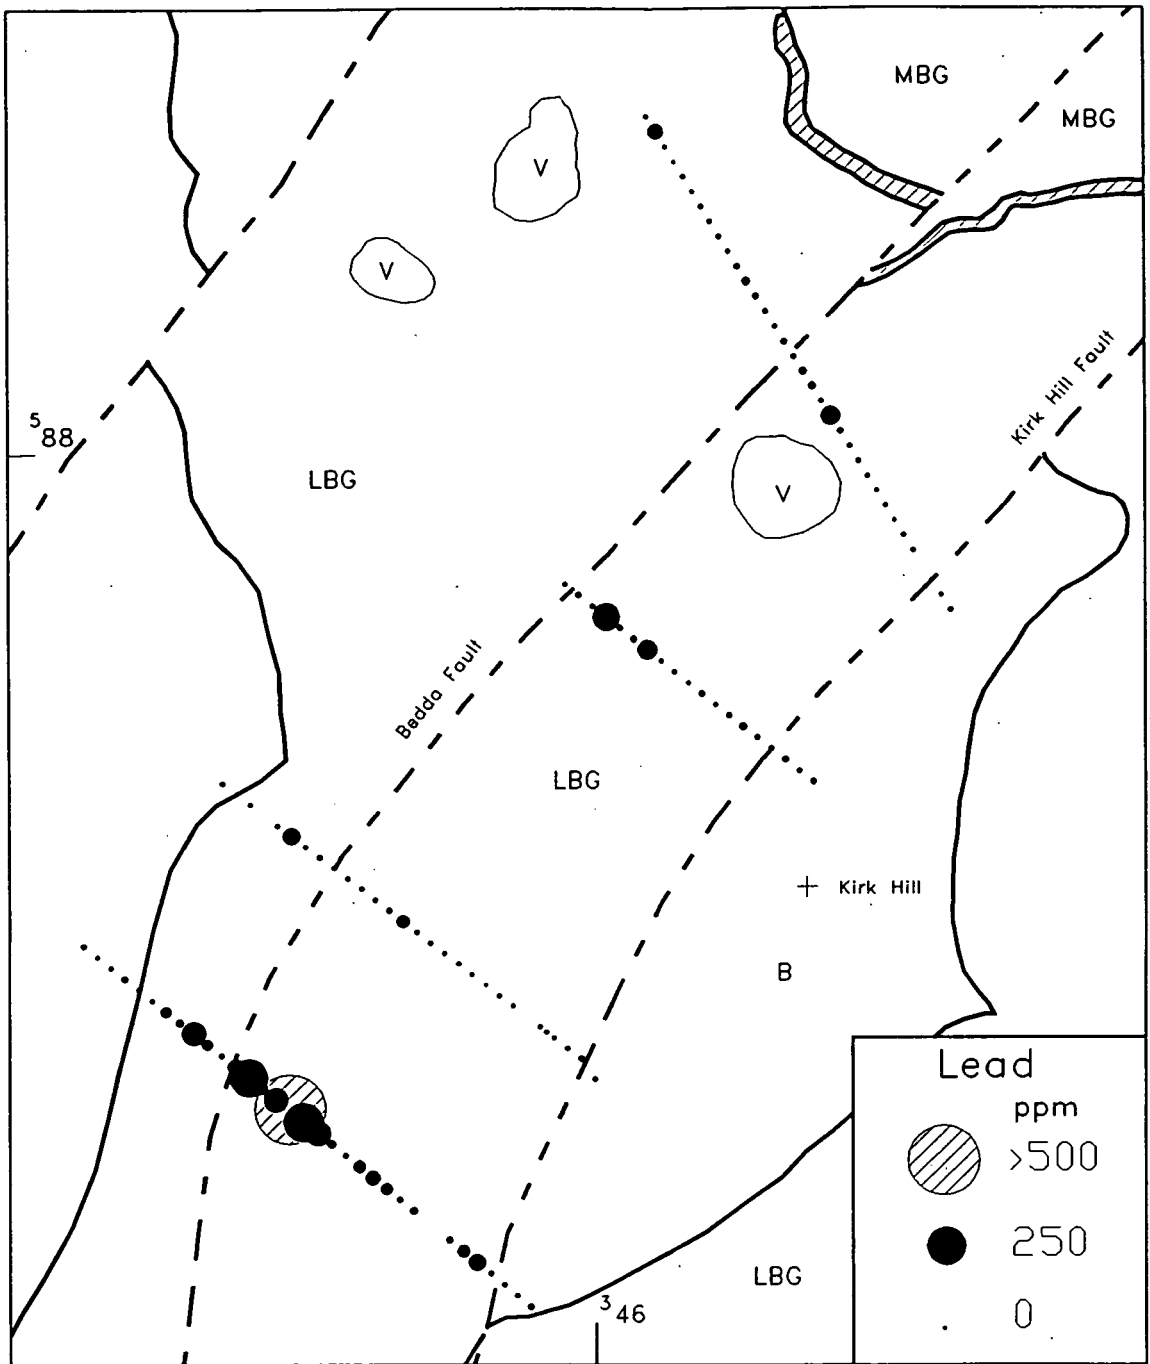 MBG
MBG
V
V
Kirk Hill Fault
⁵88
LBG
V
Bedda Fault
LBG
Kirk Hill
B
Lead
ppm
>500
250
0
LBG
³46